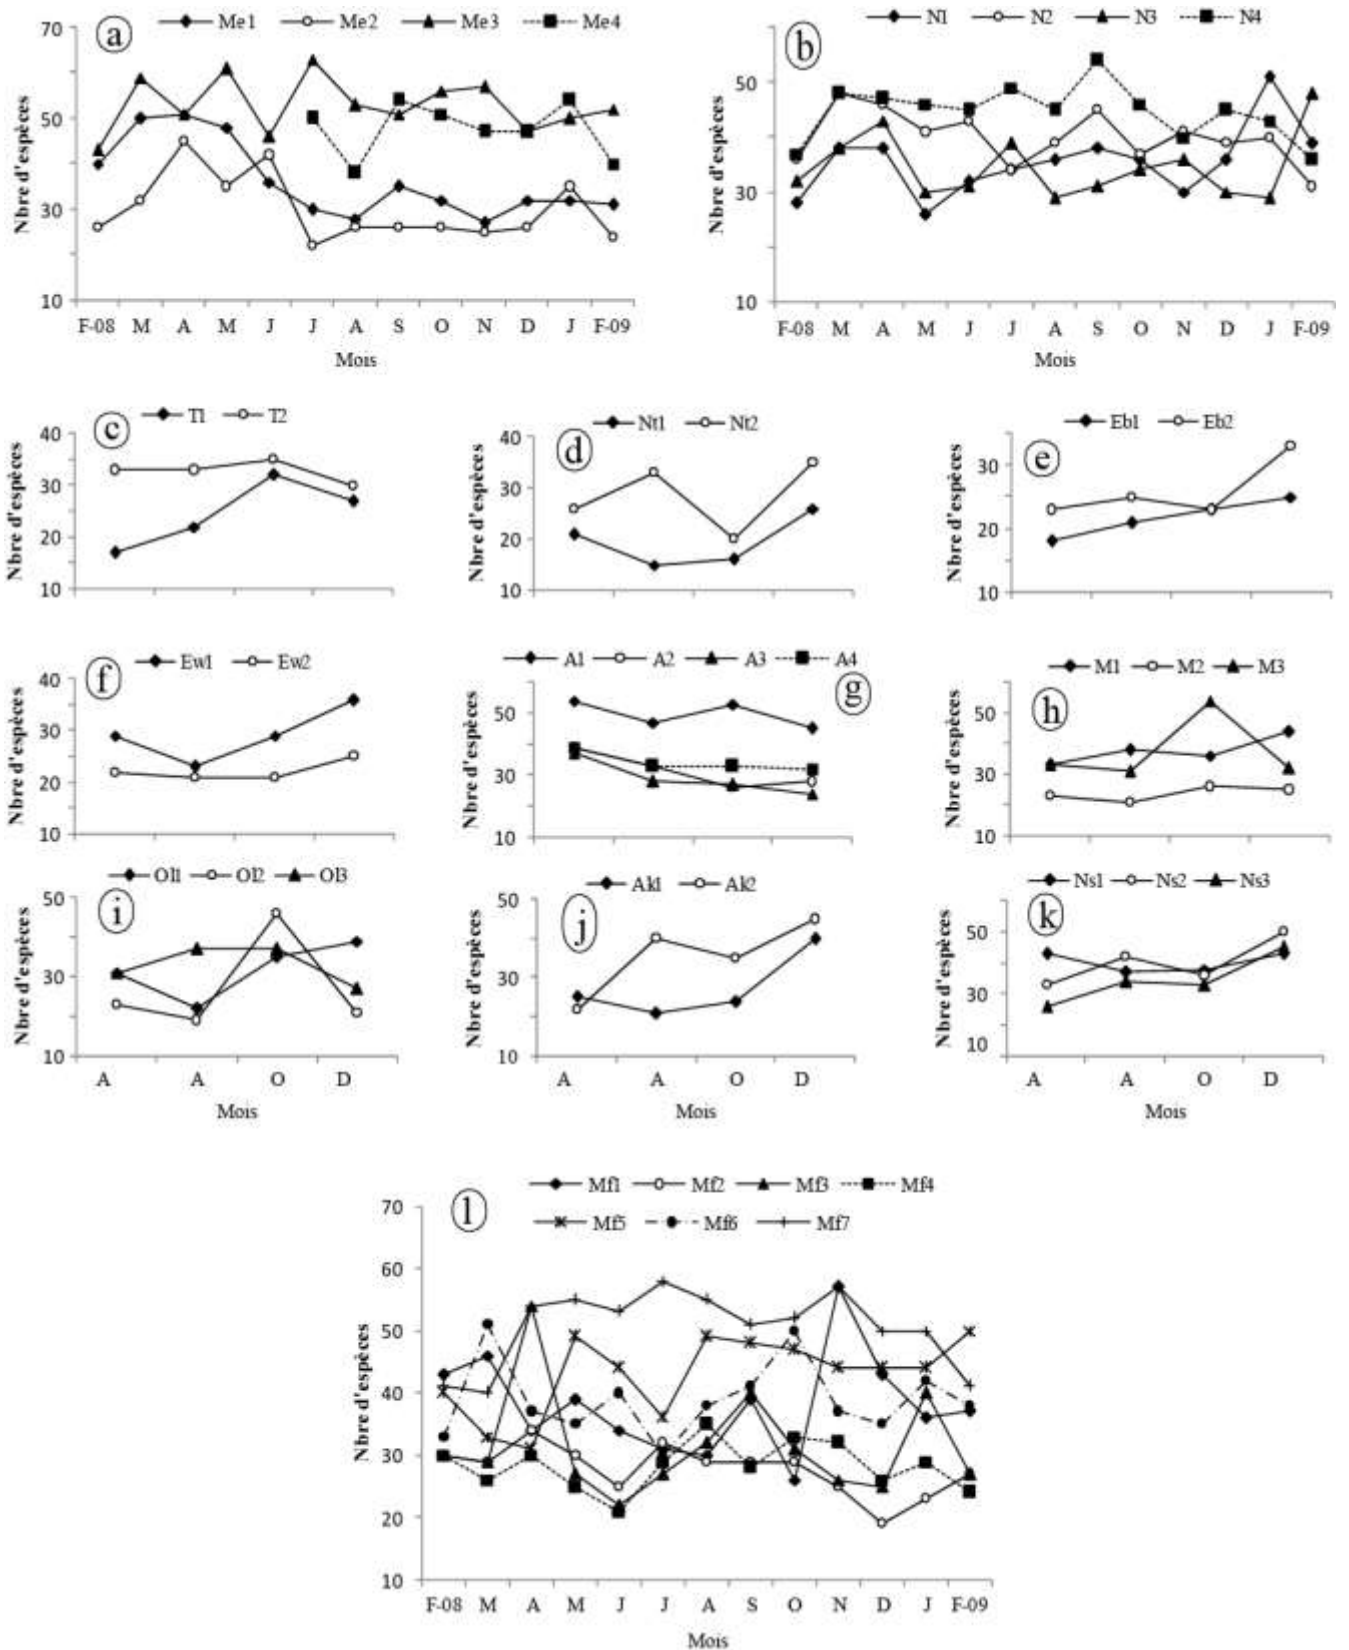 a
Me1 Me2 Me3 Me4
Nbre d'espèces
70
50
30
10
F-08 M A M J J A S O N D J F-09
Mois
b
N1 N2 N3 N4
Nbre d'espèces
50
30
10
F-08 M A M J J A S O N D J F-09
Mois
c
T1 T2
Nbre d'espèces
40
30
20
10
d
Nt1 Nt2
Nbre d'espèces
40
30
20
10
e
Eb1 Eb2
Nbre d'espèces
30
20
10
f
Ew1 Ew2
Nbre d'espèces
40
30
20
10
A1 A2 A3 A4
g
Nbre d'espèces
50
30
10
M1 M2 M3
h
Nbre d'espèces
50
30
10
Ol1 Ol2 Ol3
i
Nbre d'espèces
50
30
10
A A O D
Mois
Ak1 Ak2
j
Nbre d'espèces
50
30
10
A A O D
Mois
Ns1 Ns2 Ns3
k
Nbre d'espèces
50
30
10
A A O D
Mois
l
Mf1 Mf2 Mf3 Mf4
Mf5 Mf6 Mf7
Nbre d'espèces
70
60
50
40
30
20
10
F-08 M A M J J A S O N D J F-09
Mois